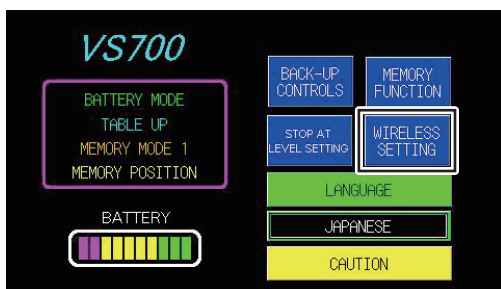 VS700
BATTERY MODE
TABLE UP
MEMORY MODE 1
MEMORY POSITION
BATTERY
BACK-UP
CONTROLS
MEMORY
FUNCTION
STOP AT
LEVEL SETTING
WIRELESS
SETTING
LANGUAGE
JAPANESE
CAUTION